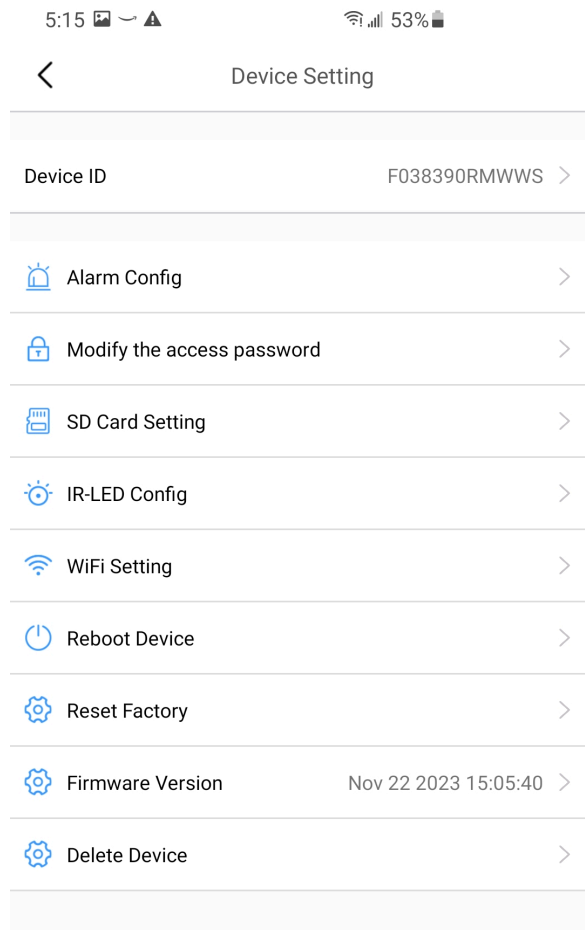 5:15 53%
Device Setting
Device ID F038390RMWWS
Alarm Config
Modify the access password
SD Card Setting
IR-LED Config
WiFi Setting
Reboot Device
Reset Factory
Firmware Version Nov 22 2023 15:05:40
Delete Device